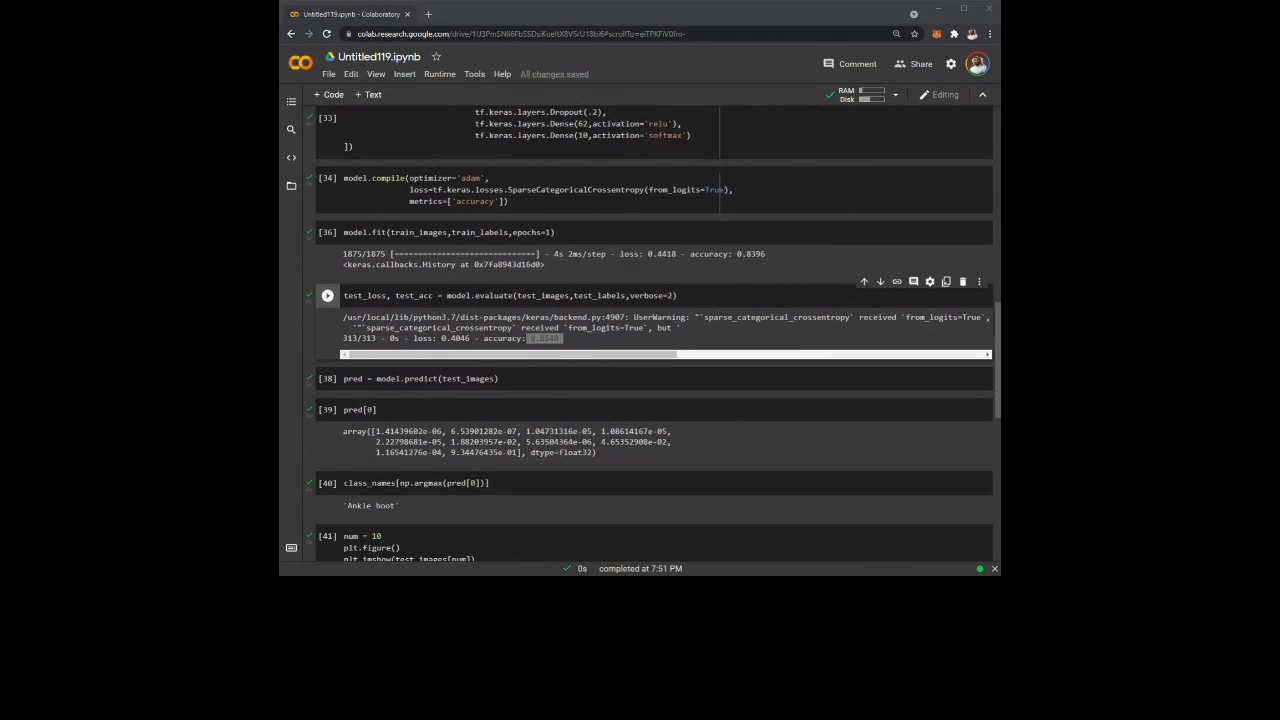 Untitled119.ipynb - Colaboratory
colab.research.google.com/drive/1U3PmSNli6FbSSDsiKueItX8VSrU18bi6#scrollTo=eiTPKFiV0fm-
Untitled119.ipynb
Comment Share
File Edit View Insert Runtime Tools Help All changes saved
+ Code + Text RAM Disk Editing
tf.keras.layers.Dropout(.2),
[33] tf.keras.layers.Dense(62,activation='relu'),
tf.keras.layers.Dense(10,activation='softmax')
])
[34] model.compile(optimizer='adam',
loss=tf.keras.losses.SparseCategoricalCrossentropy(from_logits=True),
metrics=['accuracy'])
[36] model.fit(train_images,train_labels,epochs=1)
1875/1875 [==============================] - 4s 2ms/step - loss: 0.4418 - accuracy: 0.8396
<keras.callbacks.History at 0x7fa8943d16d0>
test_loss, test_acc = model.evaluate(test_images,test_labels,verbose=2)
/usr/local/lib/python3.7/dist-packages/keras/backend.py:4907: UserWarning: "`sparse_categorical_crossentropy` received `from_logits=True`,
'"`sparse_categorical_crossentropy` received `from_logits=True`, but '
313/313 - 0s - loss: 0.4046 - accuracy: 0.8540
[38] pred = model.predict(test_images)
[39] pred[0]
array([1.41439602e-06, 6.53901282e-07, 1.04731316e-05, 1.08614167e-05,
2.22798681e-05, 1.88203957e-02, 5.63504364e-06, 4.65352908e-02,
1.16541276e-04, 9.34476435e-01], dtype=float32)
[40] class_names[np.argmax(pred[0])]
'Ankle boot'
[41] num = 10
plt.figure()
plt.imshow(test_images[num])
0s completed at 7:51 PM